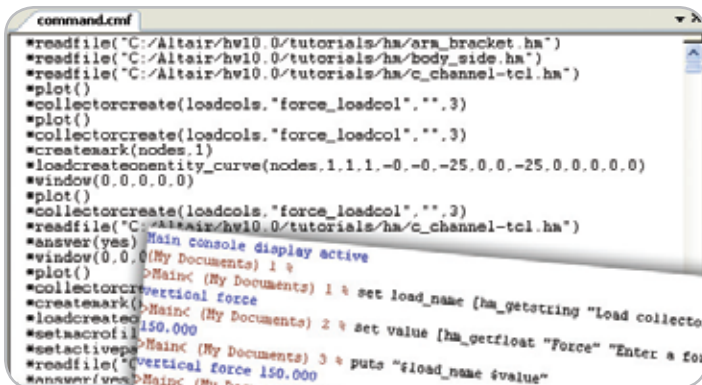 command.cmf
*readfile("C:/Altair/hw10.0/tutorials/hm/arm_bracket.hm")
*readfile("C:/Altair/hw10.0/tutorials/hm/body_side.hm")
*readfile("C:/Altair/hw10.0/tutorials/hm/c_channel-tcl.hm")
*plot()
*collectorcreate(loadcols,"force_loadcol","",3)
*plot()
*collectorcreate(loadcols,"force_loadcol","",3)
*createmark(nodes,1)
*loadcreateonentity_curve(nodes,1,1,1,-0,-0,-25,0,0,-25,0,0,0,0,0)
*window(0,0,0,0,0)
*plot()
*collectorcreate(loadcols,"force_loadcol","",3)
*readfile("C:/Altair/hw10.0/tutorials/hm/c_channel-tcl.hm")
*answer(yes)
*window(0,0,0
*plot()
*collectorcr
*createmark(
*loadcreateo
*setmacrofil
*setactivepa
*readfile("C
*answer(yes
Main console display active
(My Documents) 1 %
>Main< (My Documents) 1 % set load_name [hm_getstring "Load collecto
vertical force
>Main< (My Documents) 2 % set value [hm_getfloat "Force" "Enter a for
150.000
>Main< (My Documents) 3 % puts "$load_name $value"
vertical force 150.000
>Main< (My